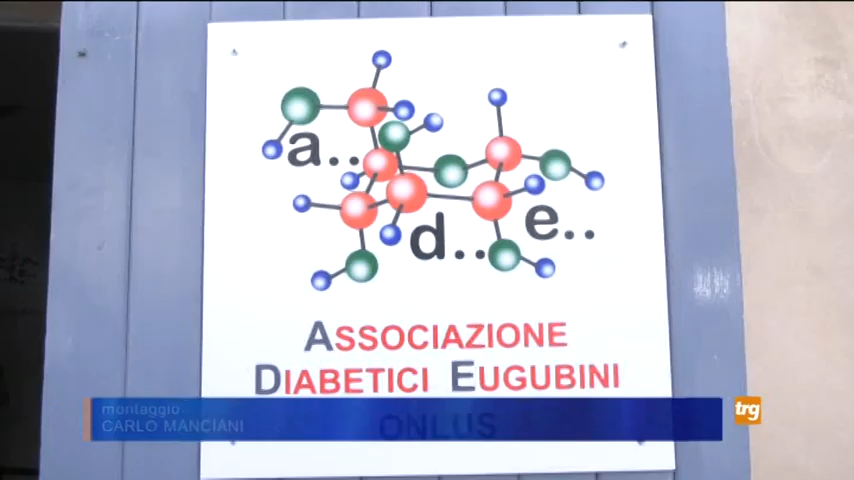 a..
d..
e..
ASSOCIAZIONE
DIABETICI EUGUBINI
ONLUS
montaggio
CARLO MANCIANI
trg